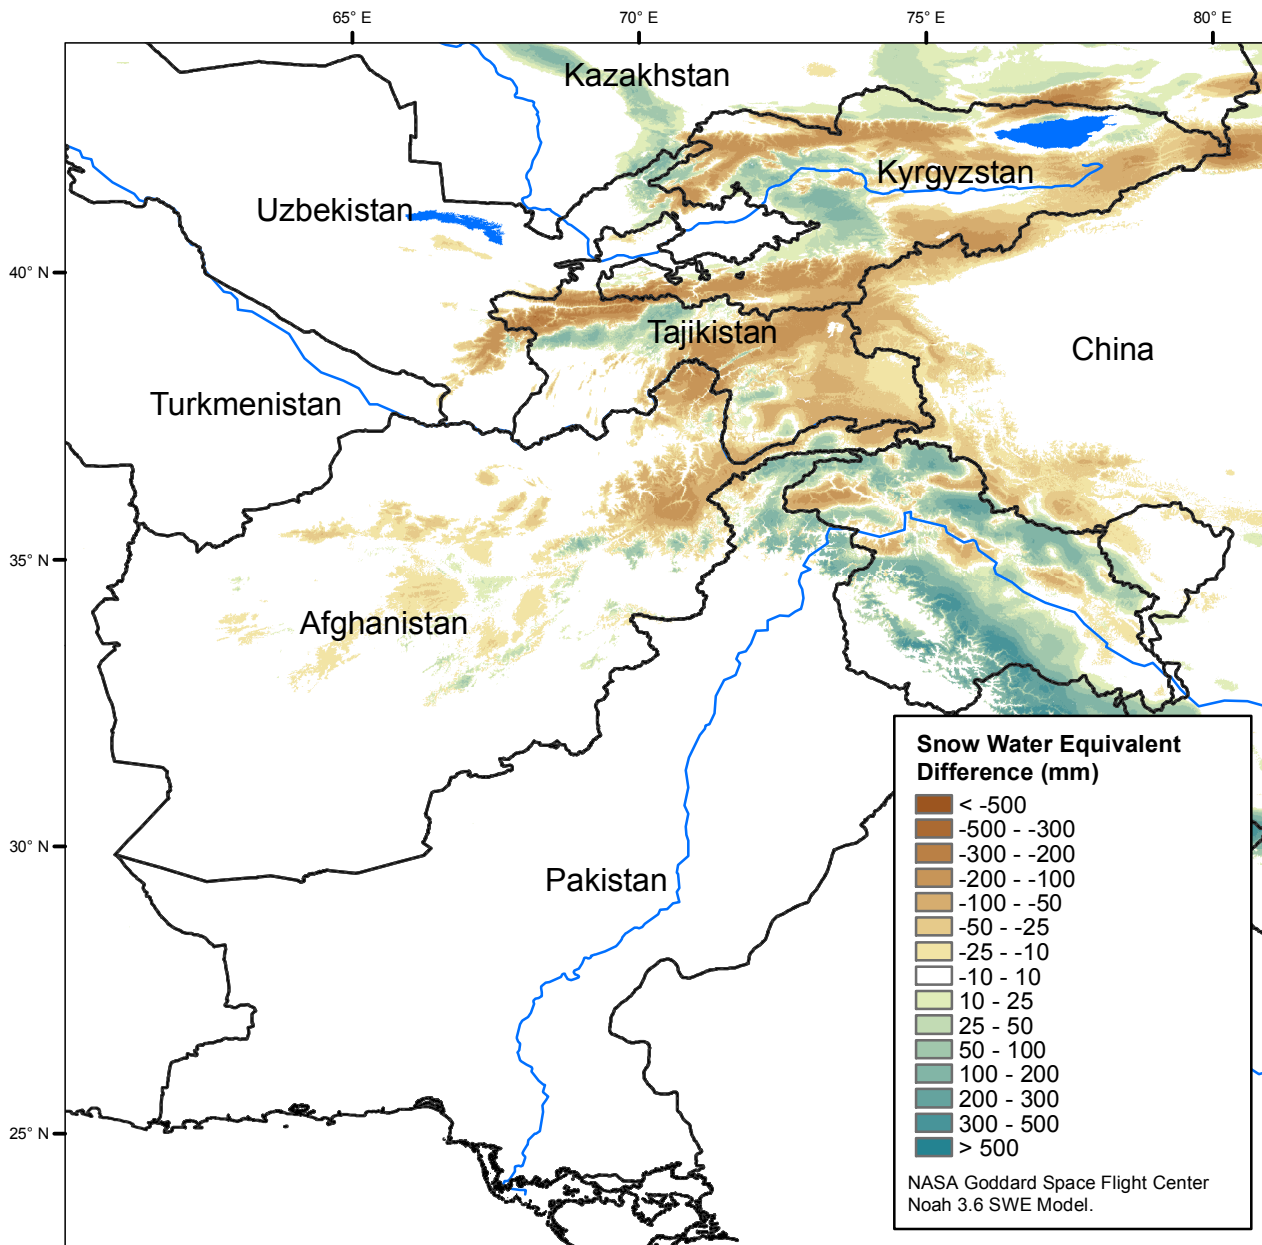 65° E
70° E
75° E
80° E
Kazakhstan
Kyrgyzstan
Uzbekistan
40° N
Tajikistan
China
Turkmenistan
35° N
Afghanistan
30° N
Pakistan
25° N
Snow Water Equivalent
Difference (mm)
< -500
-500 - -300
-300 - -200
-200 - -100
-100 - -50
-50 - -25
-25 - -10
-10 - 10
10 - 25
25 - 50
50 - 100
100 - 200
200 - 300
300 - 500
> 500
NASA Goddard Space Flight Center
Noah 3.6 SWE Model.